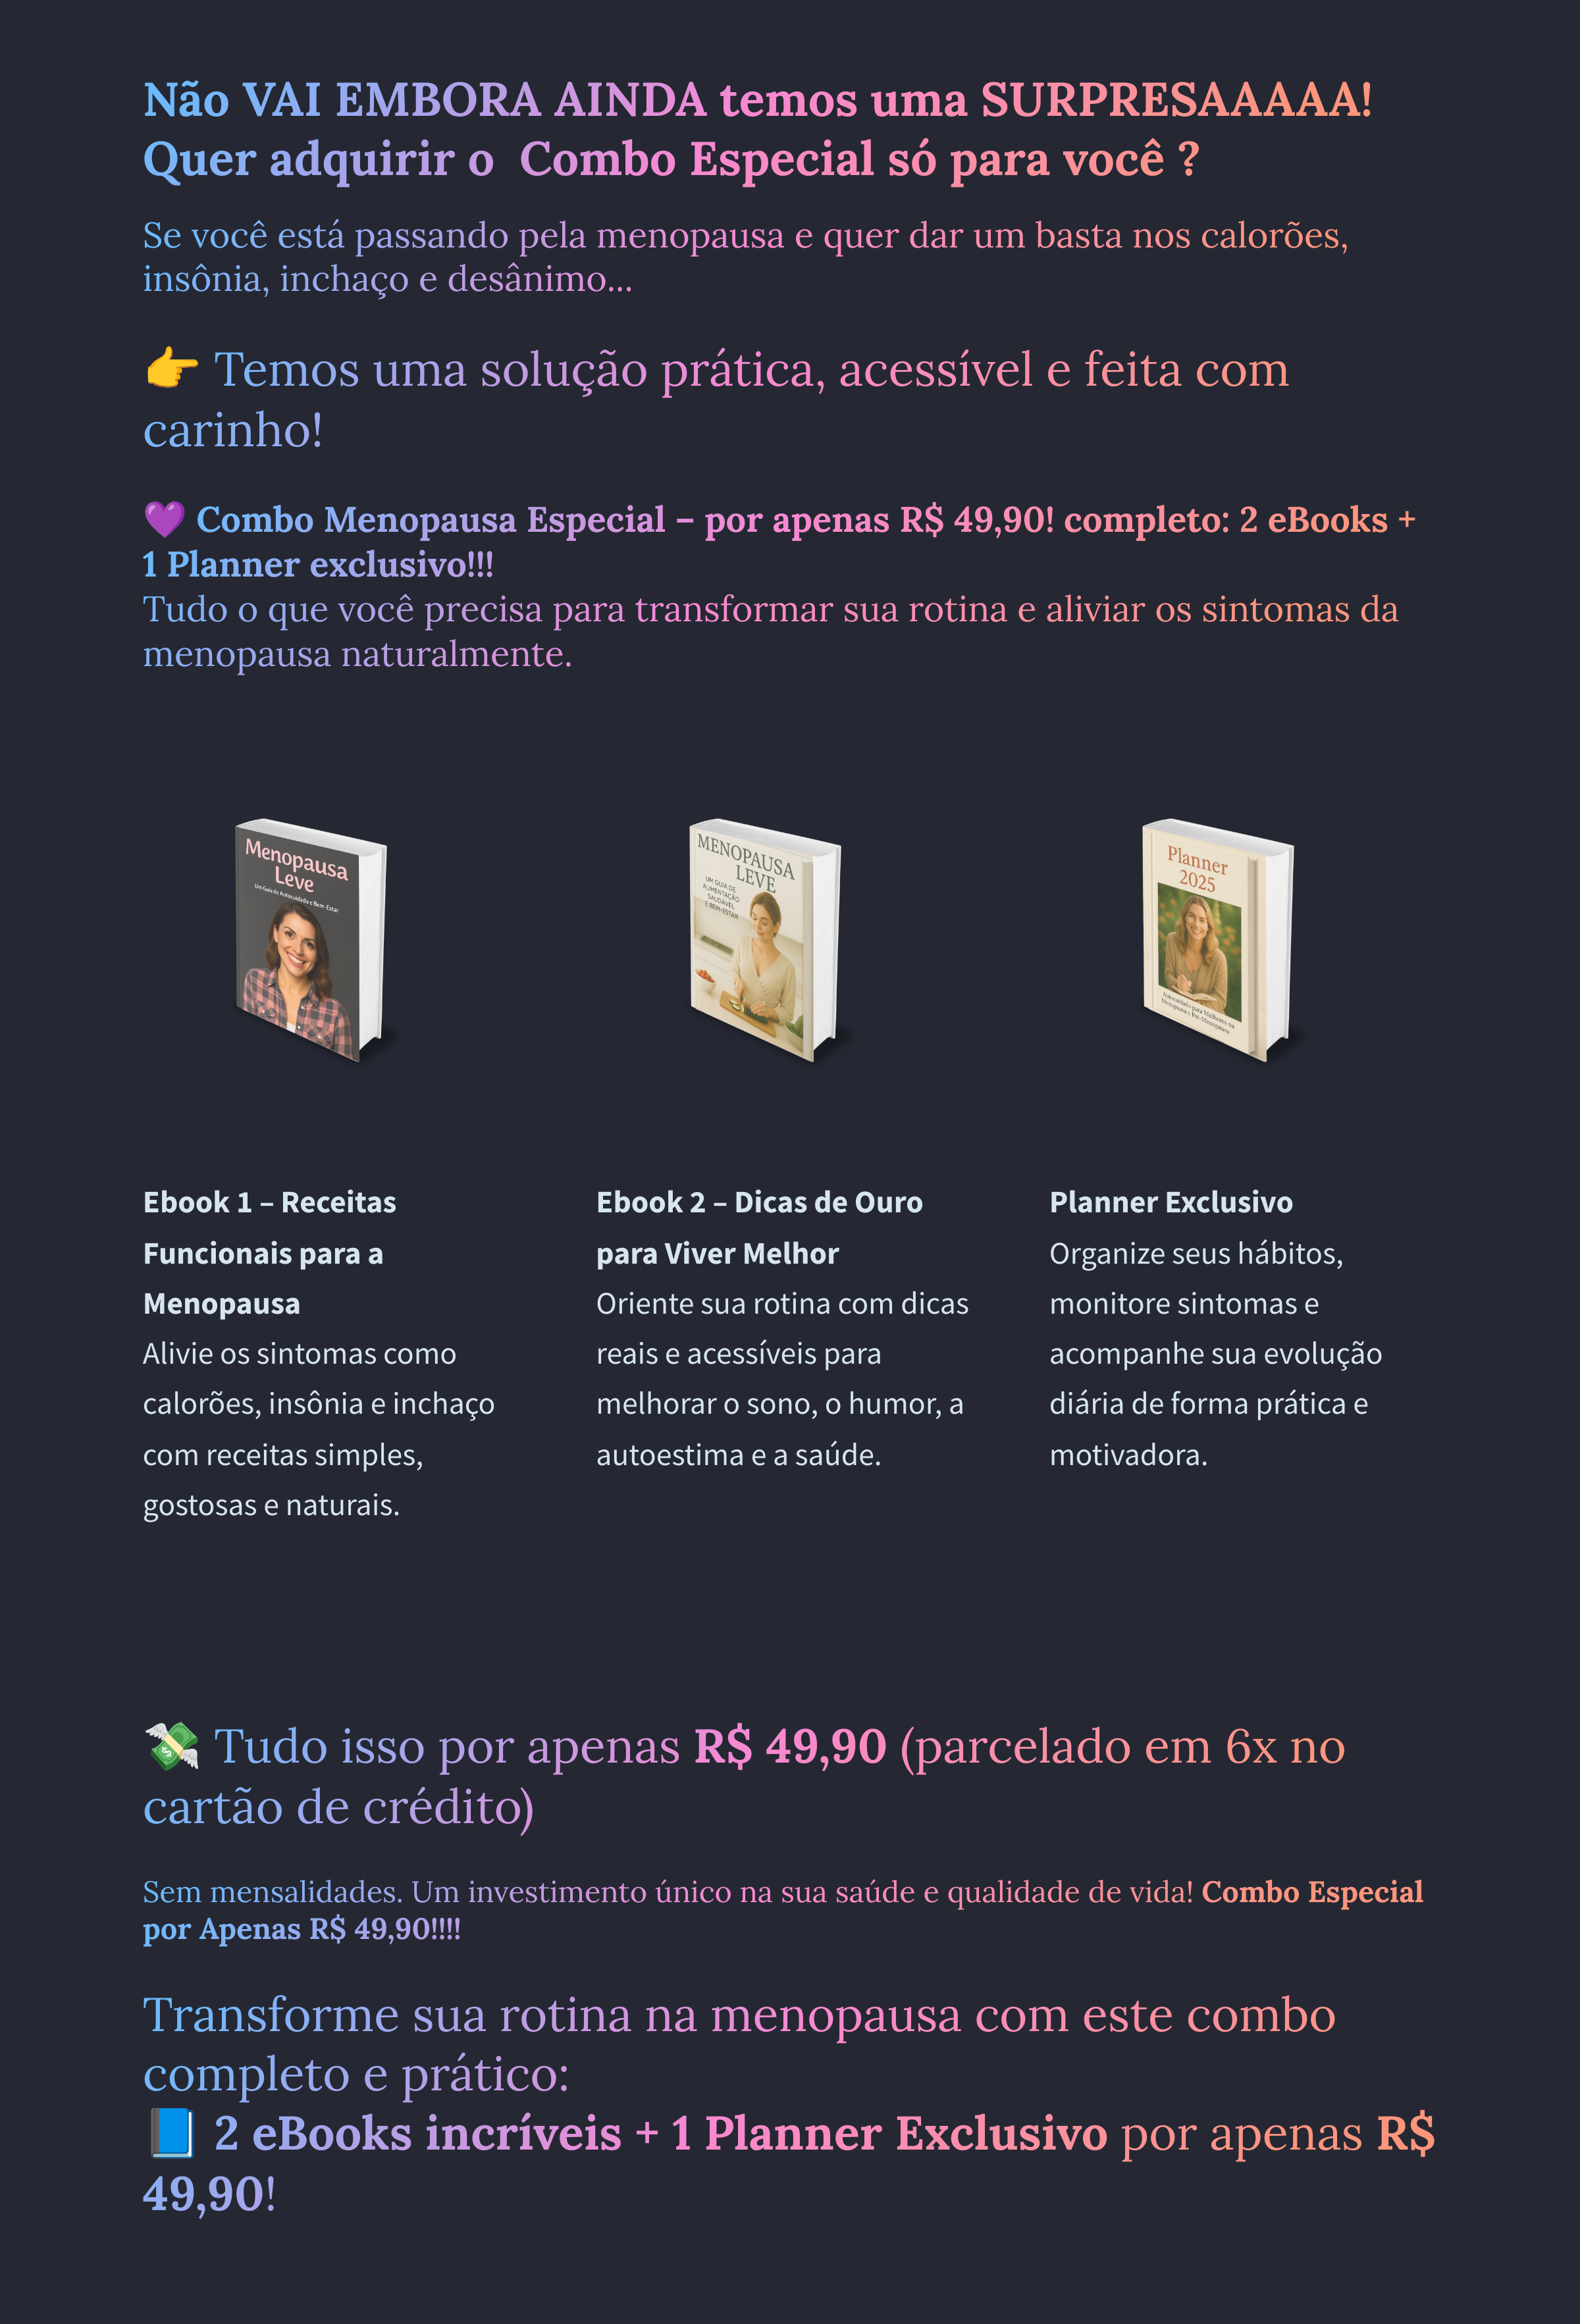 Não VAI EMBORA AINDA temos uma SURPRESAAAAA!
Quer adquirir o  Combo Especial só para você ?
Se você está passando pela menopausa e quer dar um basta nos calorões,
insônia, inchaço e desânimo...
👉 Temos uma solução prática, acessível e feita com
carinho!
💜 Combo Menopausa Especial – por apenas R$ 49,90! completo: 2 eBooks +
1 Planner exclusivo!!!
Tudo o que você precisa para transformar sua rotina e aliviar os sintomas da
menopausa naturalmente.
Menopausa
Leve
Um Guia de Autocuidado e Bem-Estar
MENOPAUSA
LEVE
UM GUIA DE
ALIMENTAÇÃO
SAUDÁVEL
E BEM-ESTAR
Planner
2025
Autocuidado para Mulheres na
Menopausa e Pré-Menopausa
Ebook 1 – Receitas
Funcionais para a
Menopausa
Alivie os sintomas como
calorões, insônia e inchaço
com receitas simples,
gostosas e naturais.
Ebook 2 – Dicas de Ouro
para Viver Melhor
Oriente sua rotina com dicas
reais e acessíveis para
melhorar o sono, o humor, a
autoestima e a saúde.
Planner Exclusivo
Organize seus hábitos,
monitore sintomas e
acompanhe sua evolução
diária de forma prática e
motivadora.
💸 Tudo isso por apenas R$ 49,90 (parcelado em 6x no
cartão de crédito)
Sem mensalidades. Um investimento único na sua saúde e qualidade de vida! Combo Especial
por Apenas R$ 49,90!!!!
Transforme sua rotina na menopausa com este combo
completo e prático:
📘 2 eBooks incríveis + 1 Planner Exclusivo por apenas R$
49,90!